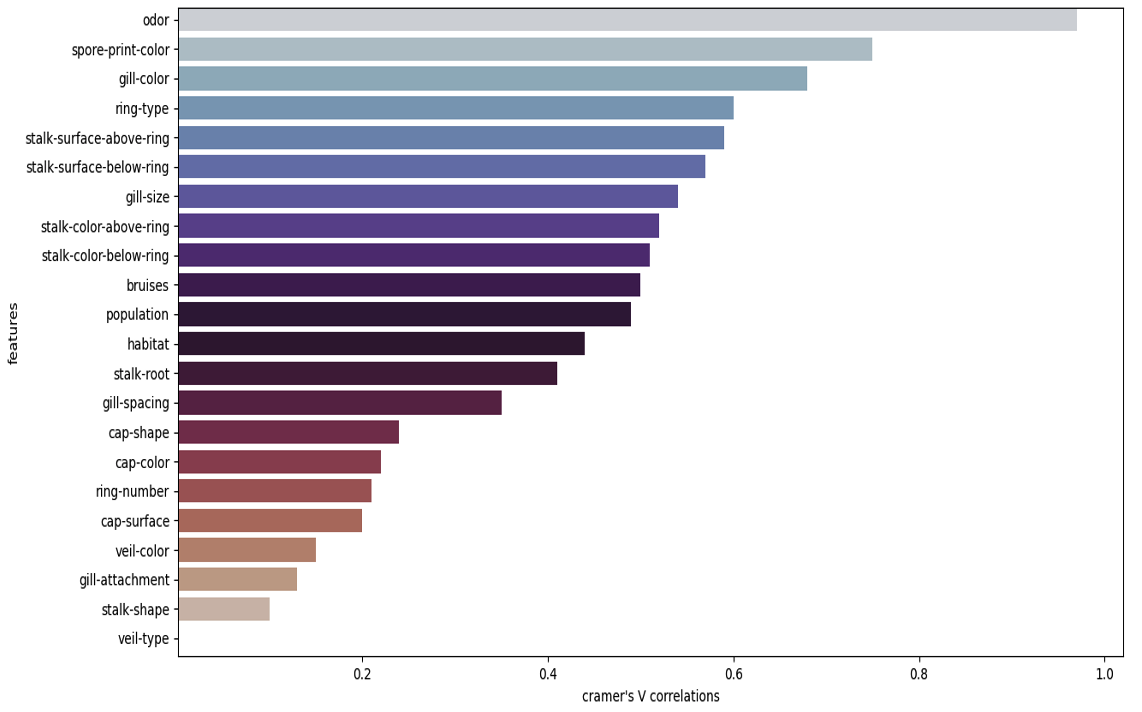 features
odor
spore-print-color
gill-color
ring-type
stalk-surface-above-ring
stalk-surface-below-ring
gill-size
stalk-color-above-ring
stalk-color-below-ring
bruises
population
habitat
stalk-root
gill-spacing
cap-shape
cap-color
ring-number
cap-surface
veil-color
gill-attachment
stalk-shape
veil-type
0.2 0.4 0.6 0.8 1.0
cramer's V correlations